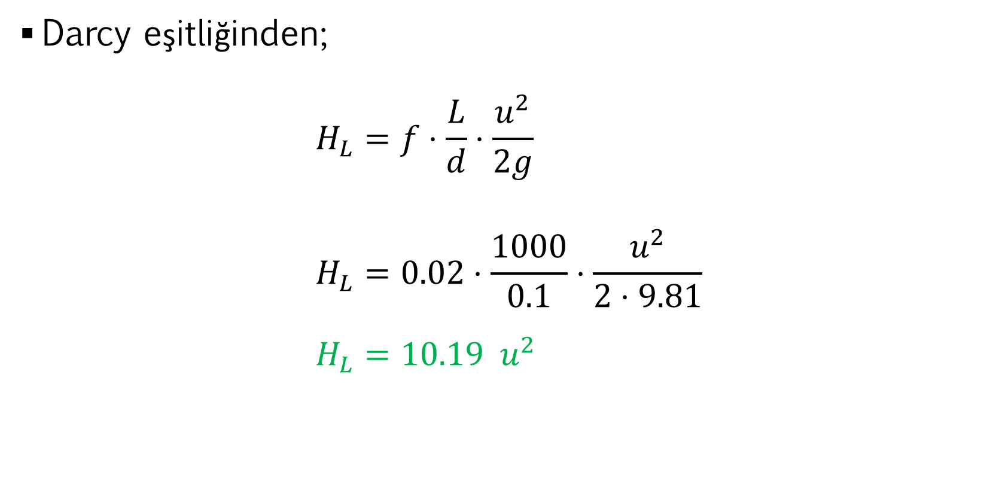 ▪ Darcy eşitliğinden;
H_L = f · L/d · u²/2g
H_L = 0.02 · 1000/0.1 · u²/(2 · 9.81)
H_L = 10.19 u²